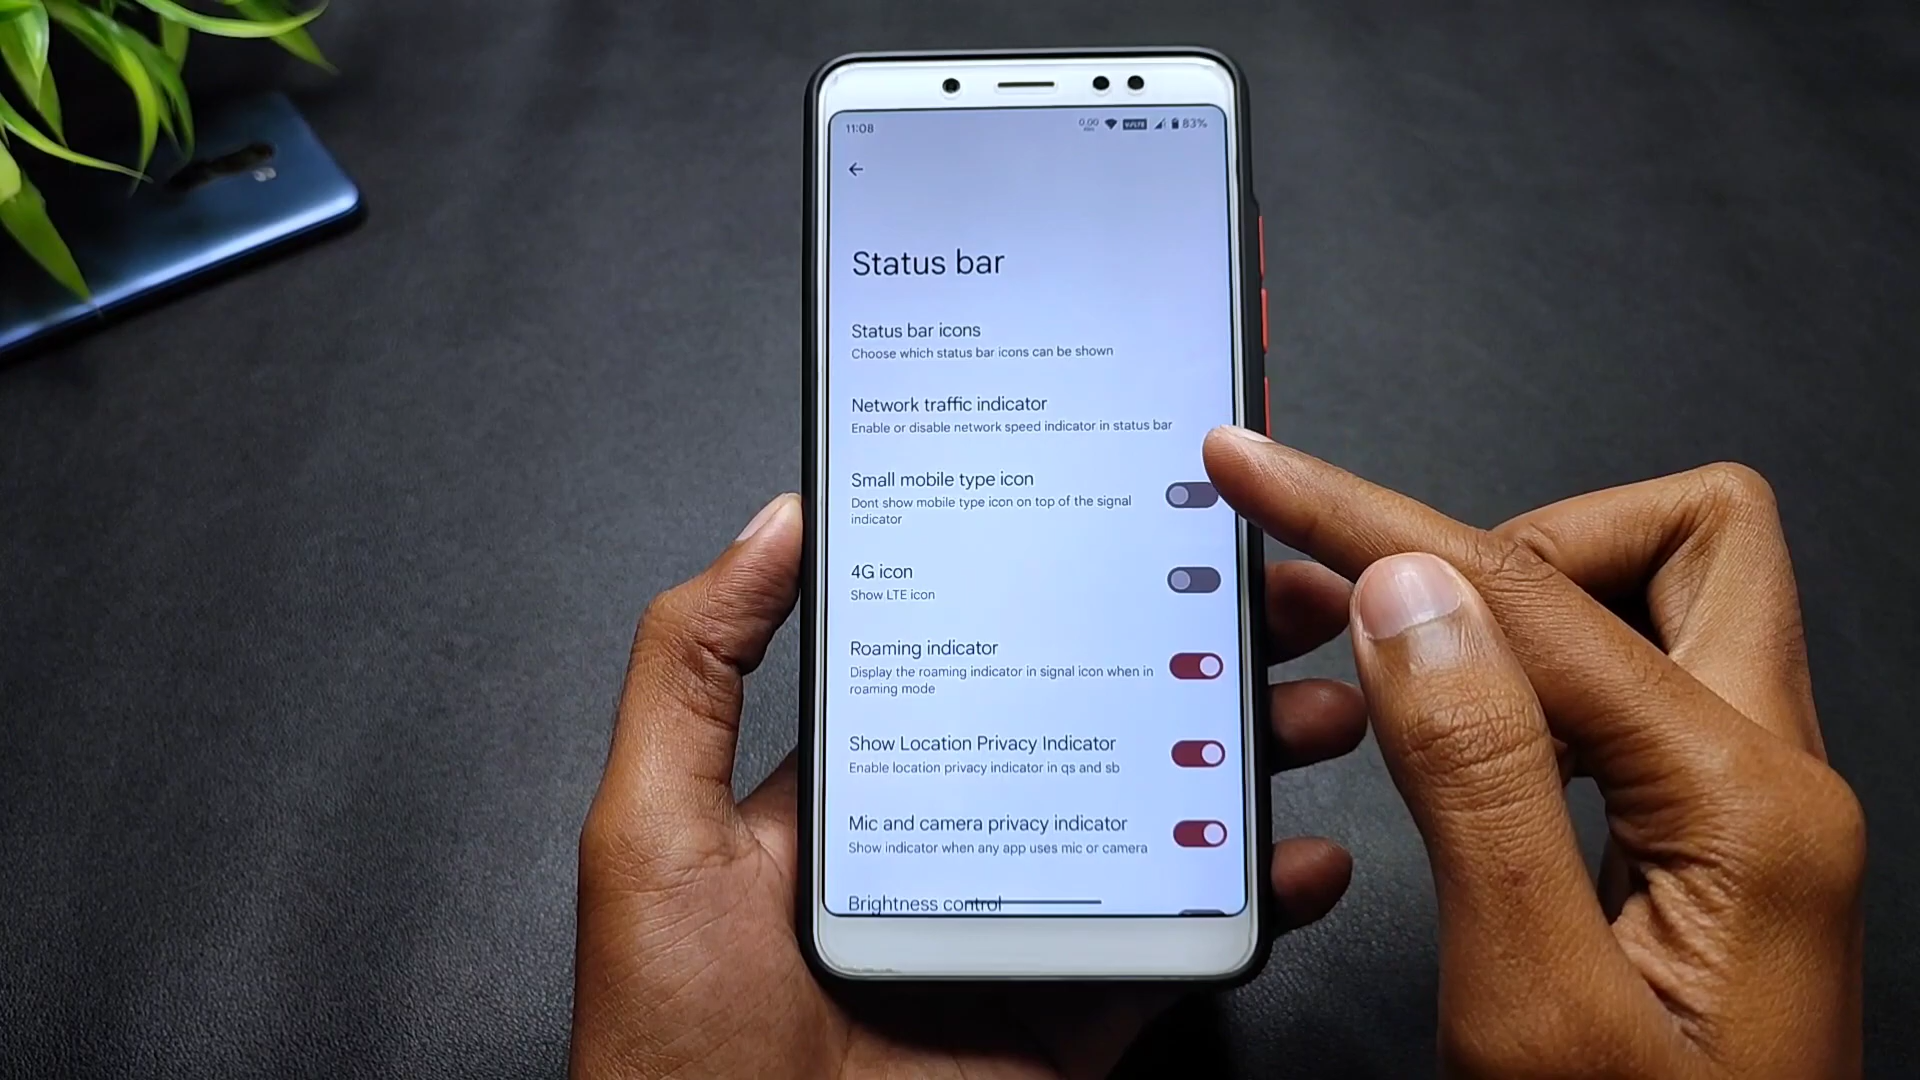 11:08
0.00 VoLTE 83%
Status bar
Status bar icons
Choose which status bar icons can be shown
Network traffic indicator
Enable or disable network speed indicator in status bar
Small mobile type icon
Dont show mobile type icon on top of the signal
indicator
4G icon
Show LTE icon
Roaming indicator
Display the roaming indicator in signal icon when in
roaming mode
Show Location Privacy Indicator
Enable location privacy indicator in qs and sb
Mic and camera privacy indicator
Show indicator when any app uses mic or camera
Brightness control